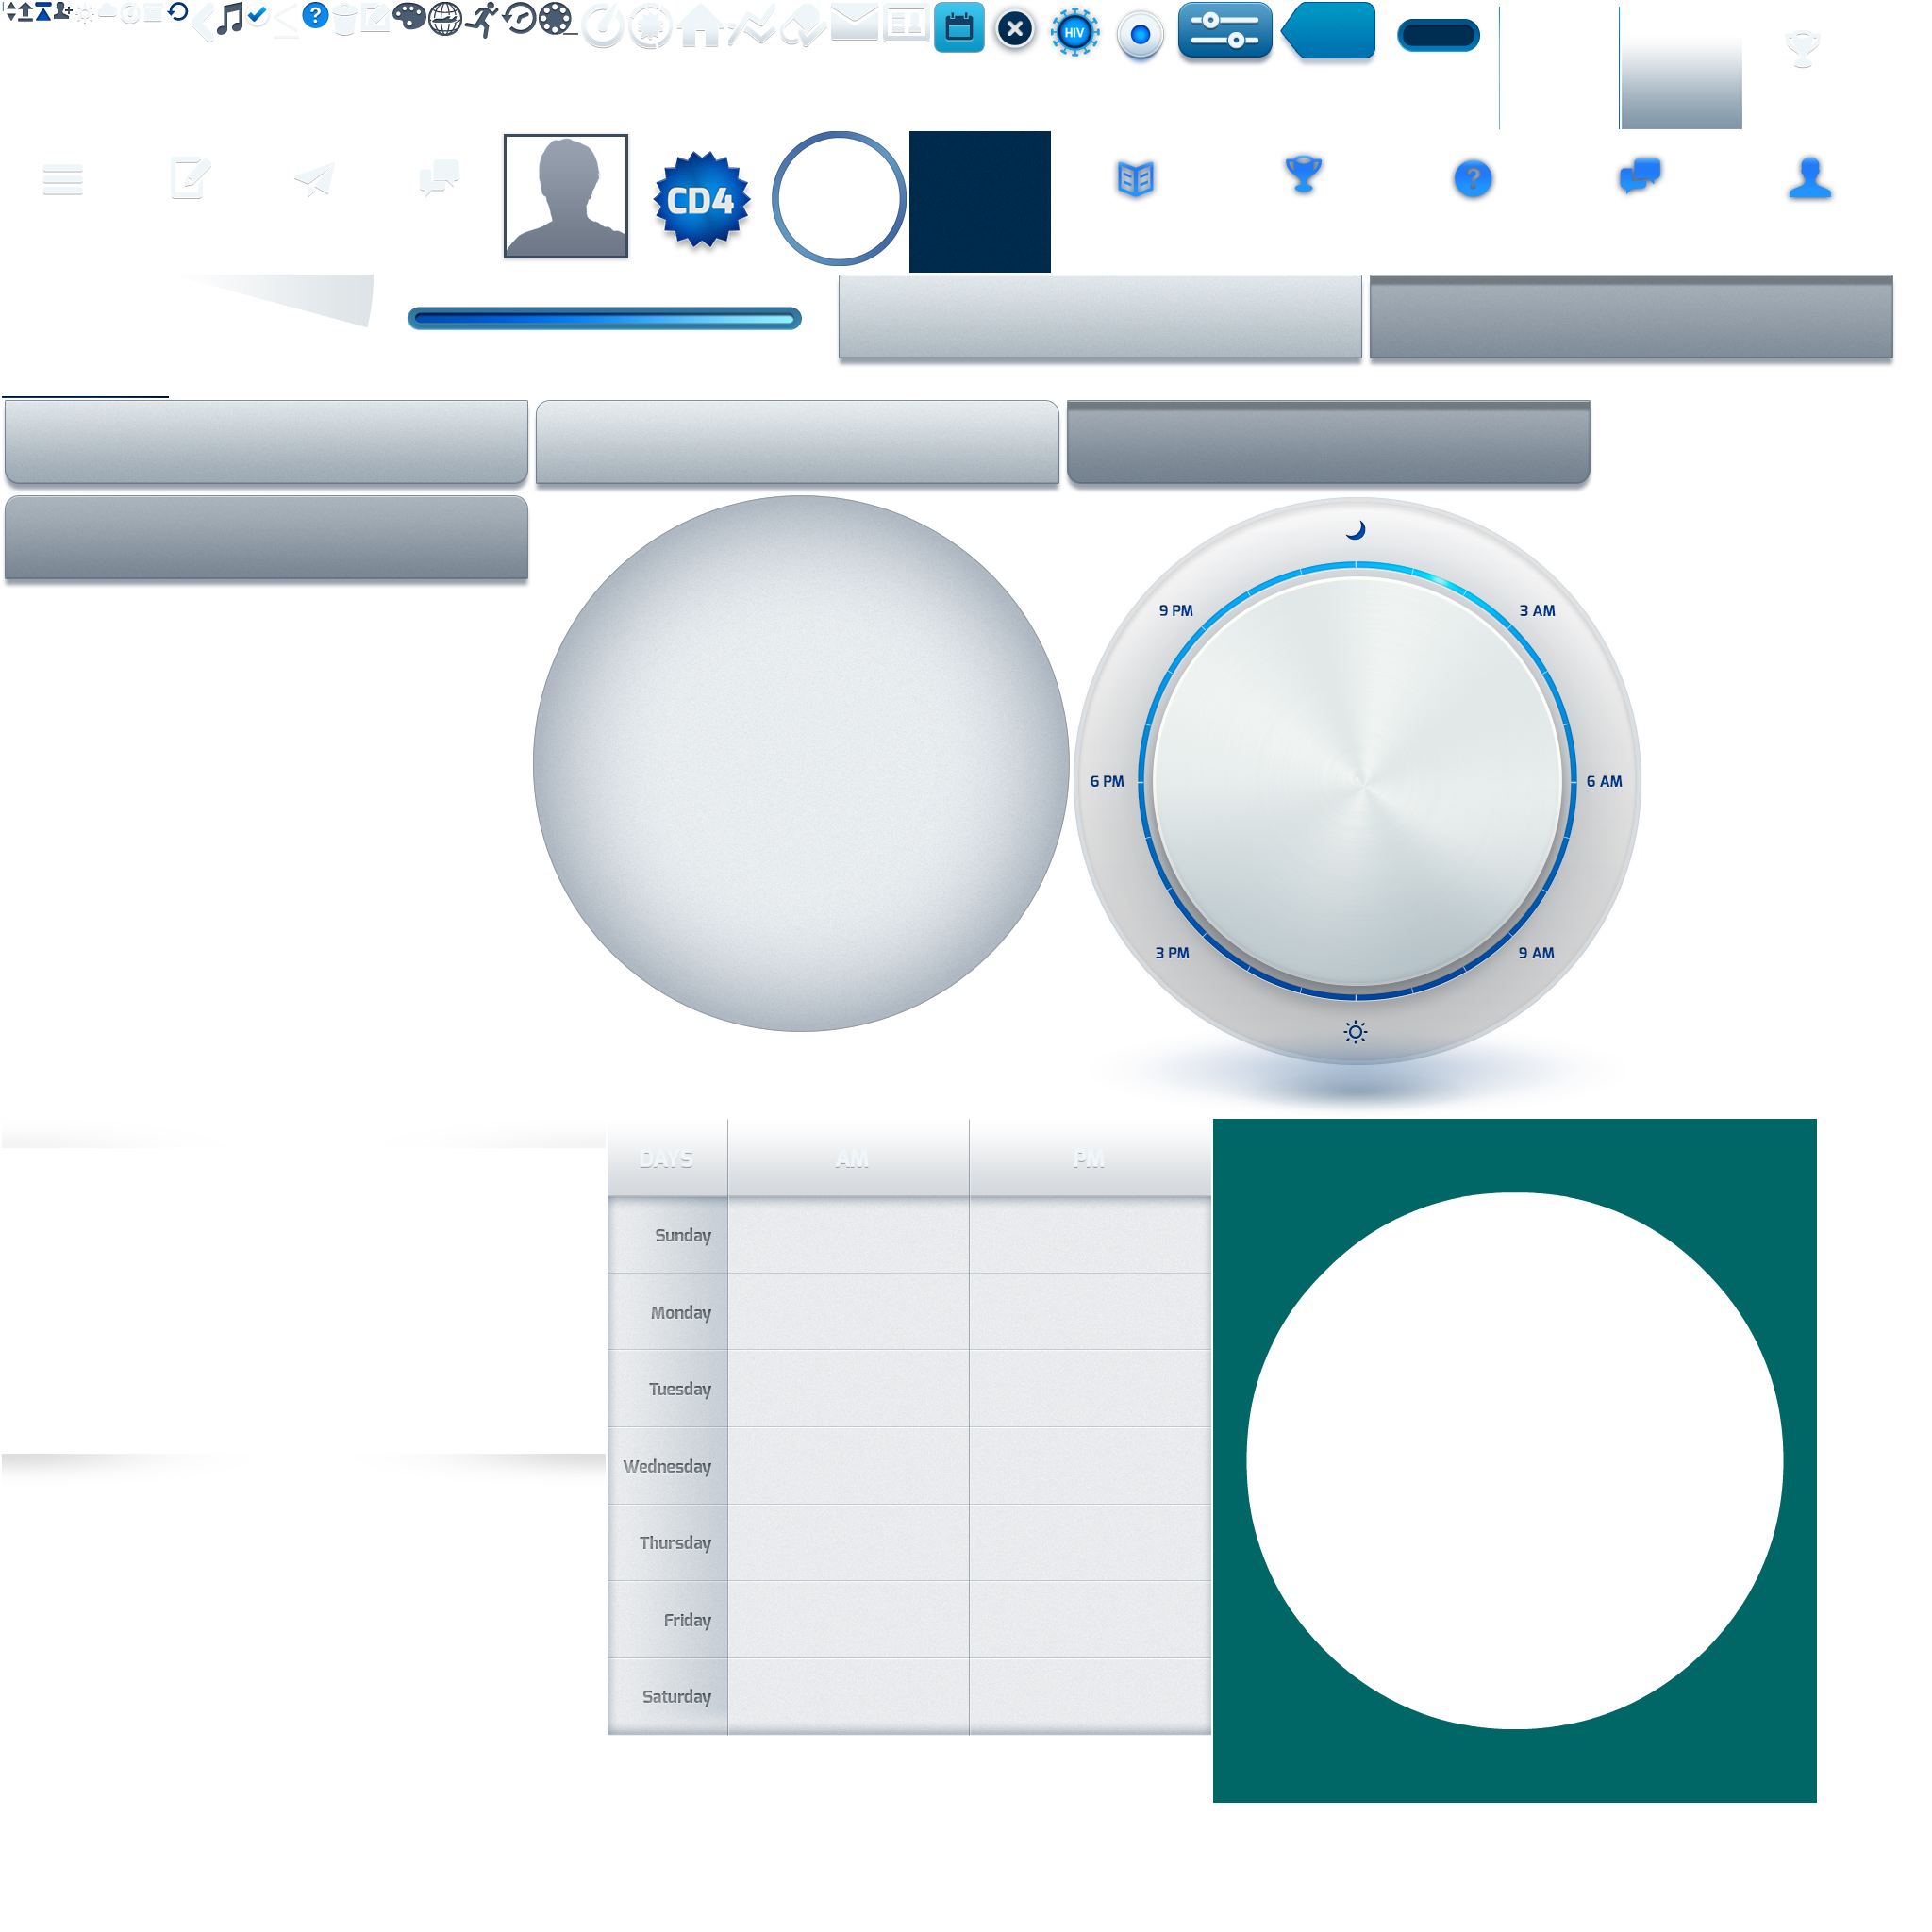 ?
HIV
CD4
?
9 PM
3 AM
6 PM
6 AM
3 PM
9 AM
DAYS AM PM
Sunday
Monday
Tuesday
Wednesday
Thursday
Friday
Saturday